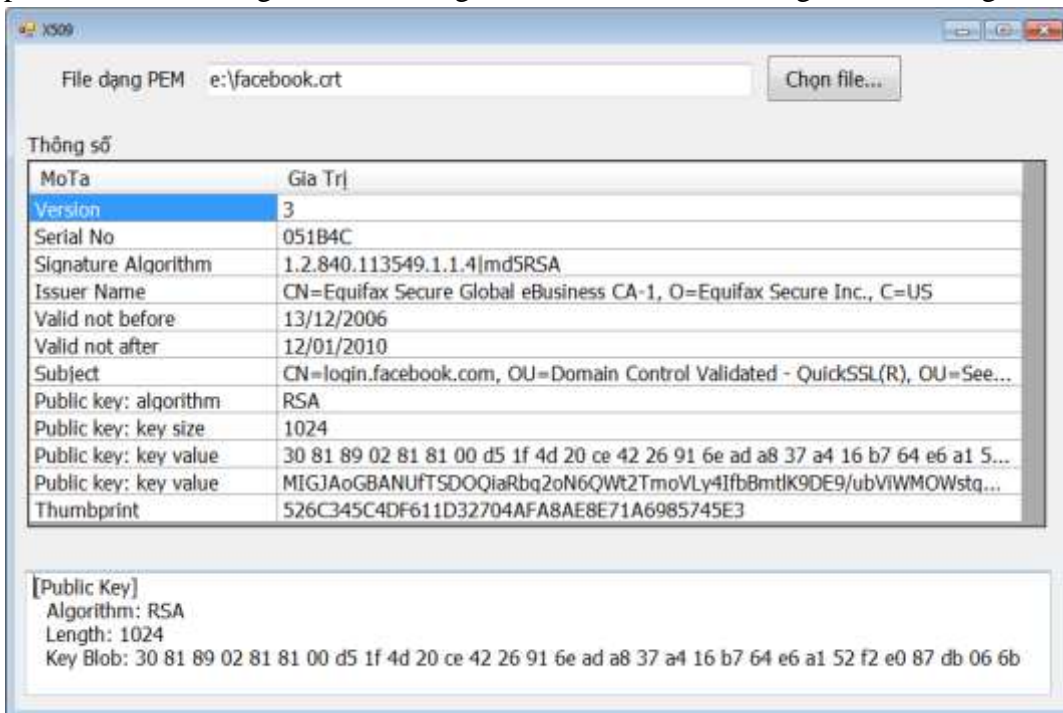 X509
File dạng PEM e:\facebook.crt Chọn file...
Thông số
MoTa Gia Trị
Version 3
Serial No 051B4C
Signature Algorithm 1.2.840.113549.1.1.4|md5RSA
Issuer Name CN=Equifax Secure Global eBusiness CA-1, O=Equifax Secure Inc., C=US
Valid not before 13/12/2006
Valid not after 12/01/2010
Subject CN=login.facebook.com, OU=Domain Control Validated - QuickSSL(R), OU=See...
Public key: algorithm RSA
Public key: key size 1024
Public key: key value 30 81 89 02 81 81 00 d5 1f 4d 20 ce 42 26 91 6e ad a8 37 a4 16 b7 64 e6 a1 5...
Public key: key value MIGJAoGBANUfTSDOQiaRbq2oN6QWt2TmoVLy4IfbBmtlK9DE9/ubViWMOWstq...
Thumbprint 526C345C4DF611D32704AFA8AE8E71A6985745E3
[Public Key]
Algorithm: RSA
Length: 1024
Key Blob: 30 81 89 02 81 81 00 d5 1f 4d 20 ce 42 26 91 6e ad a8 37 a4 16 b7 64 e6 a1 52 f2 e0 87 db 06 6b